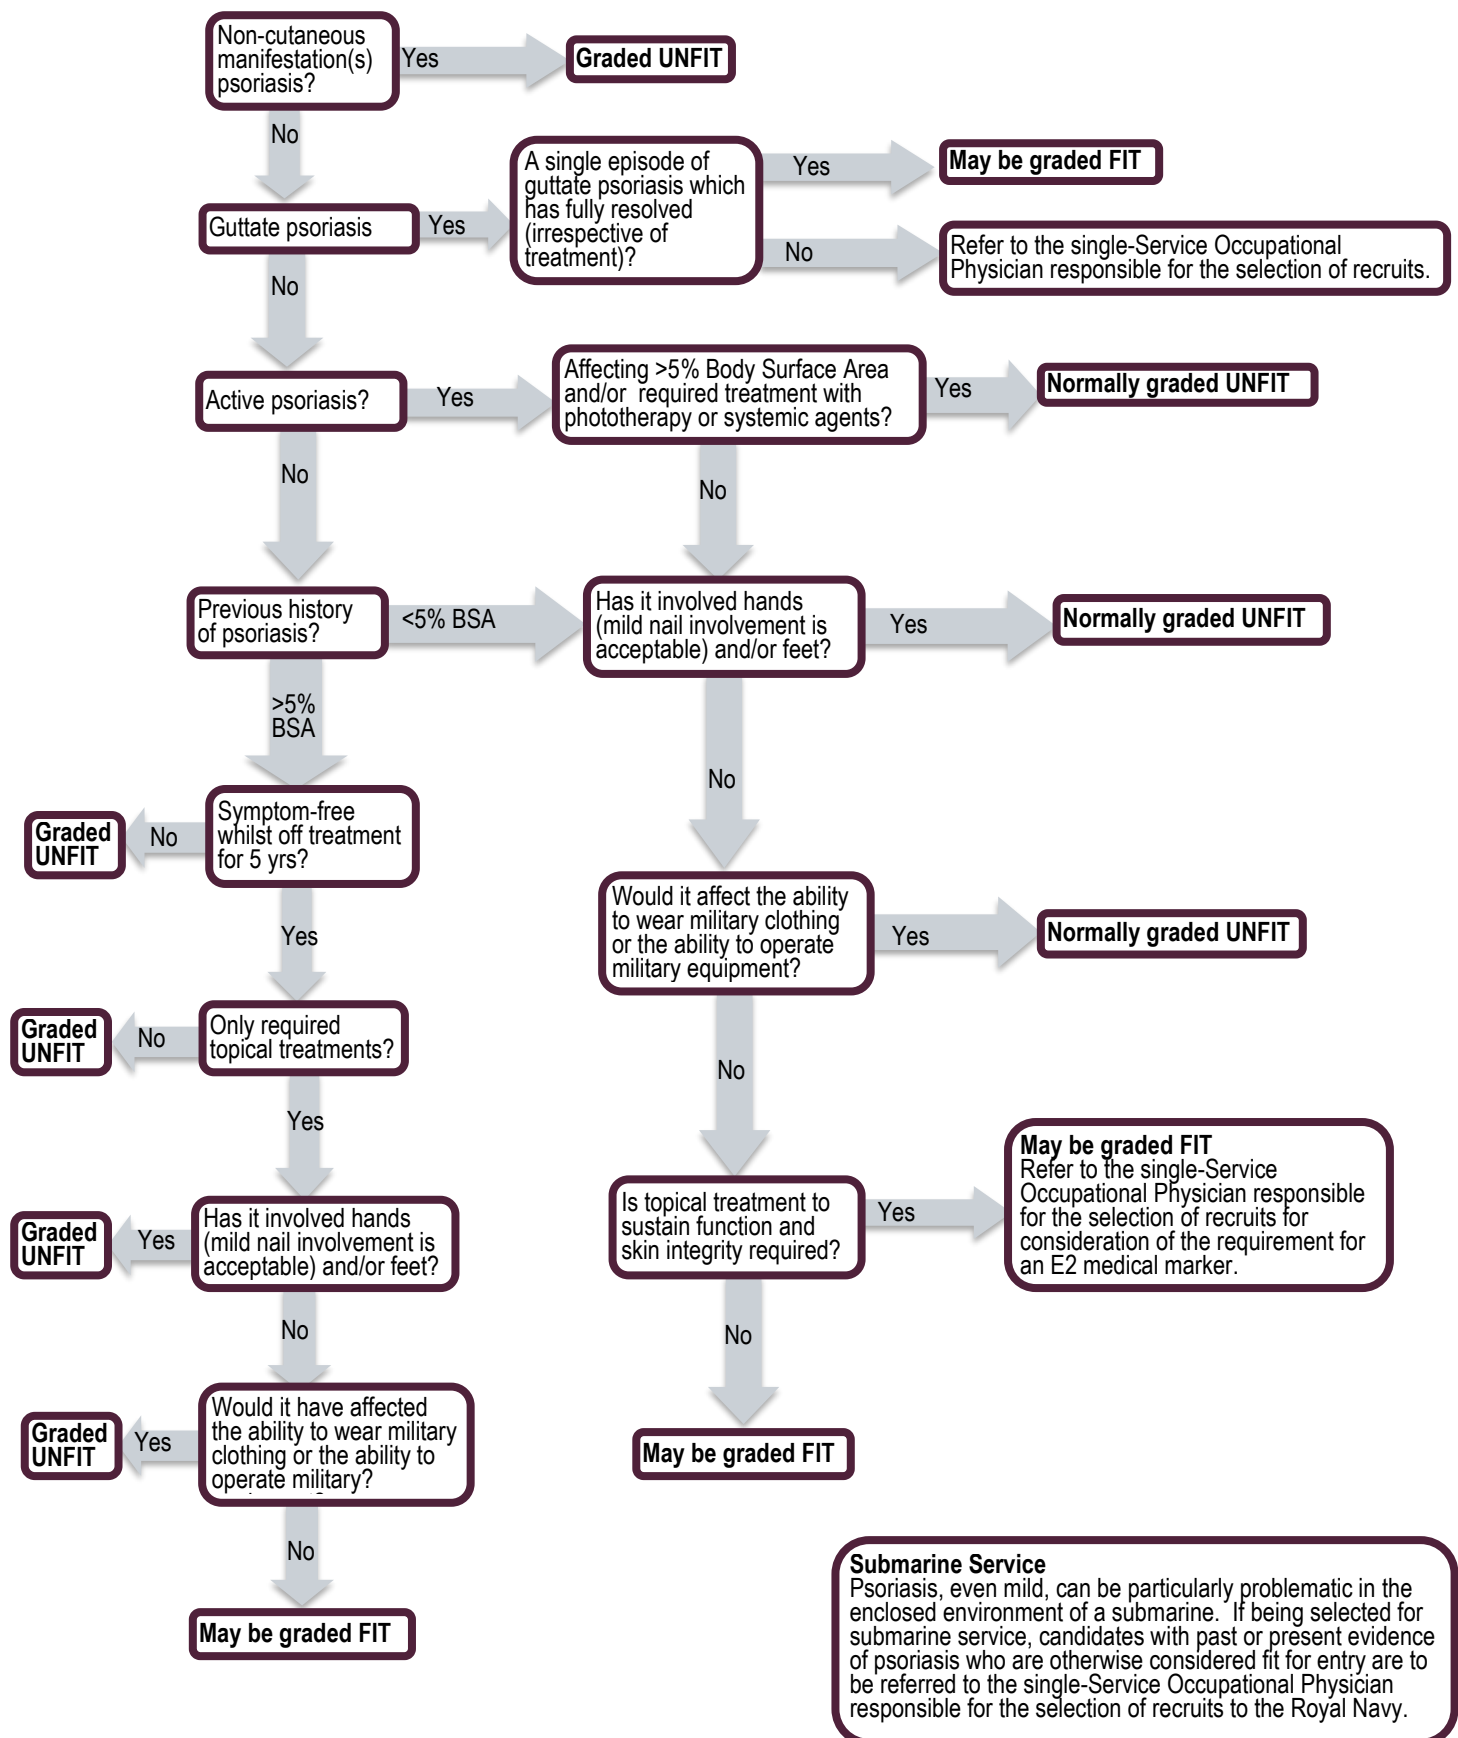 Non-cutaneous
manifestation(s)
psoriasis?
Yes
Graded UNFIT
No
Guttate psoriasis
Yes
A single episode of
guttate psoriasis which
has fully resolved
(irrespective of
treatment)?
Yes
May be graded FIT
No
Refer to the single-Service Occupational
Physician responsible for the selection of recruits.
No
Active psoriasis?
Yes
Affecting >5% Body Surface Area
and/or required treatment with
phototherapy or systemic agents?
Yes
Normally graded UNFIT
No
No
Previous history
of psoriasis?
<5% BSA
Has it involved hands
(mild nail involvement is
acceptable) and/or feet?
Yes
Normally graded UNFIT
>5%
BSA
No
Symptom-free
whilst off treatment
for 5 yrs?
No
Graded
UNFIT
Would it affect the ability
to wear military clothing
or the ability to operate
military equipment?
Yes
Normally graded UNFIT
Yes
Only required
topical treatments?
No
Graded
UNFIT
No
Yes
Is topical treatment to
sustain function and
skin integrity required?
Yes
May be graded FIT
Refer to the single-Service
Occupational Physician responsible
for the selection of recruits for
consideration of the requirement for
an E2 medical marker.
Has it involved hands
(mild nail involvement is
acceptable) and/or feet?
Yes
Graded
UNFIT
No
No
May be graded FIT
Would it have affected
the ability to wear military
clothing or the ability to
operate military?
Yes
Graded
UNFIT
No
May be graded FIT
Submarine Service
Psoriasis, even mild, can be particularly problematic in the
enclosed environment of a submarine. If being selected for
submarine service, candidates with past or present evidence
of psoriasis who are otherwise considered fit for entry are to
be referred to the single-Service Occupational Physician
responsible for the selection of recruits to the Royal Navy.